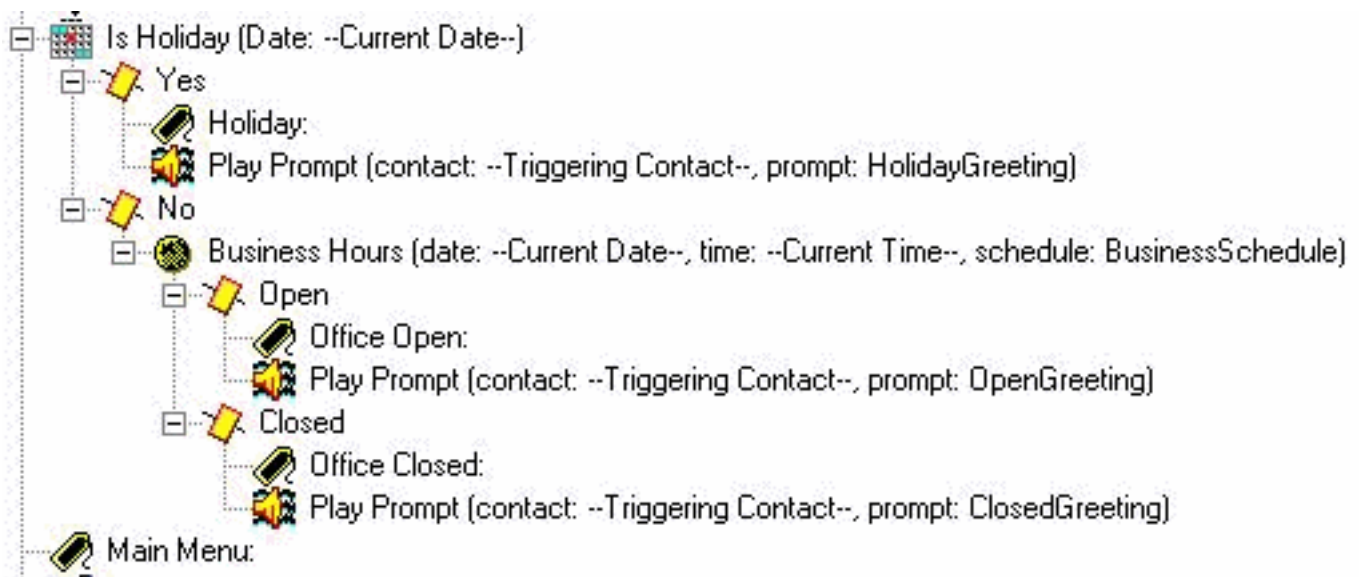 Is Holiday (Date: --Current Date--)
Yes
Holiday:
Play Prompt (contact: --Triggering Contact--, prompt: HolidayGreeting)
No
Business Hours (date: --Current Date--, time: --Current Time--, schedule: BusinessSchedule)
Open
Office Open:
Play Prompt (contact: --Triggering Contact--, prompt: OpenGreeting)
Closed
Office Closed:
Play Prompt (contact: --Triggering Contact--, prompt: ClosedGreeting)
Main Menu: